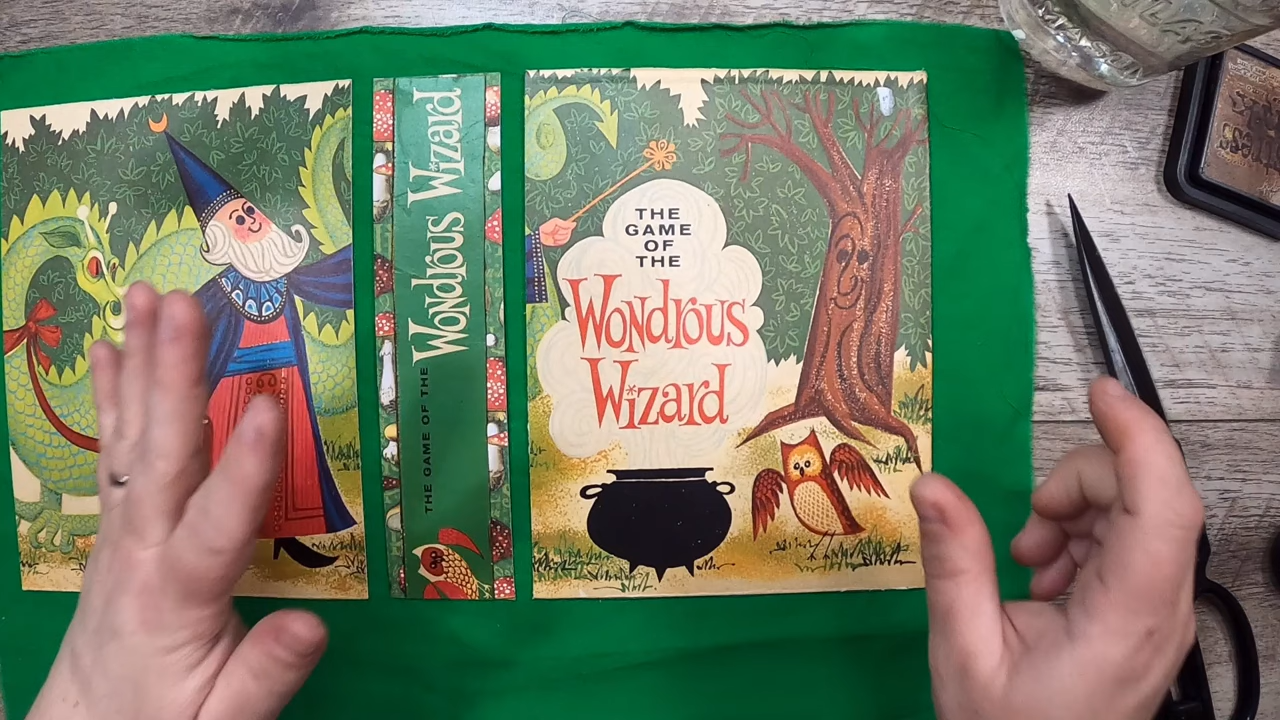 THE GAME OF THE Wondrous Wizard
THE
GAME
OF
THE
Wondrous
Wizard